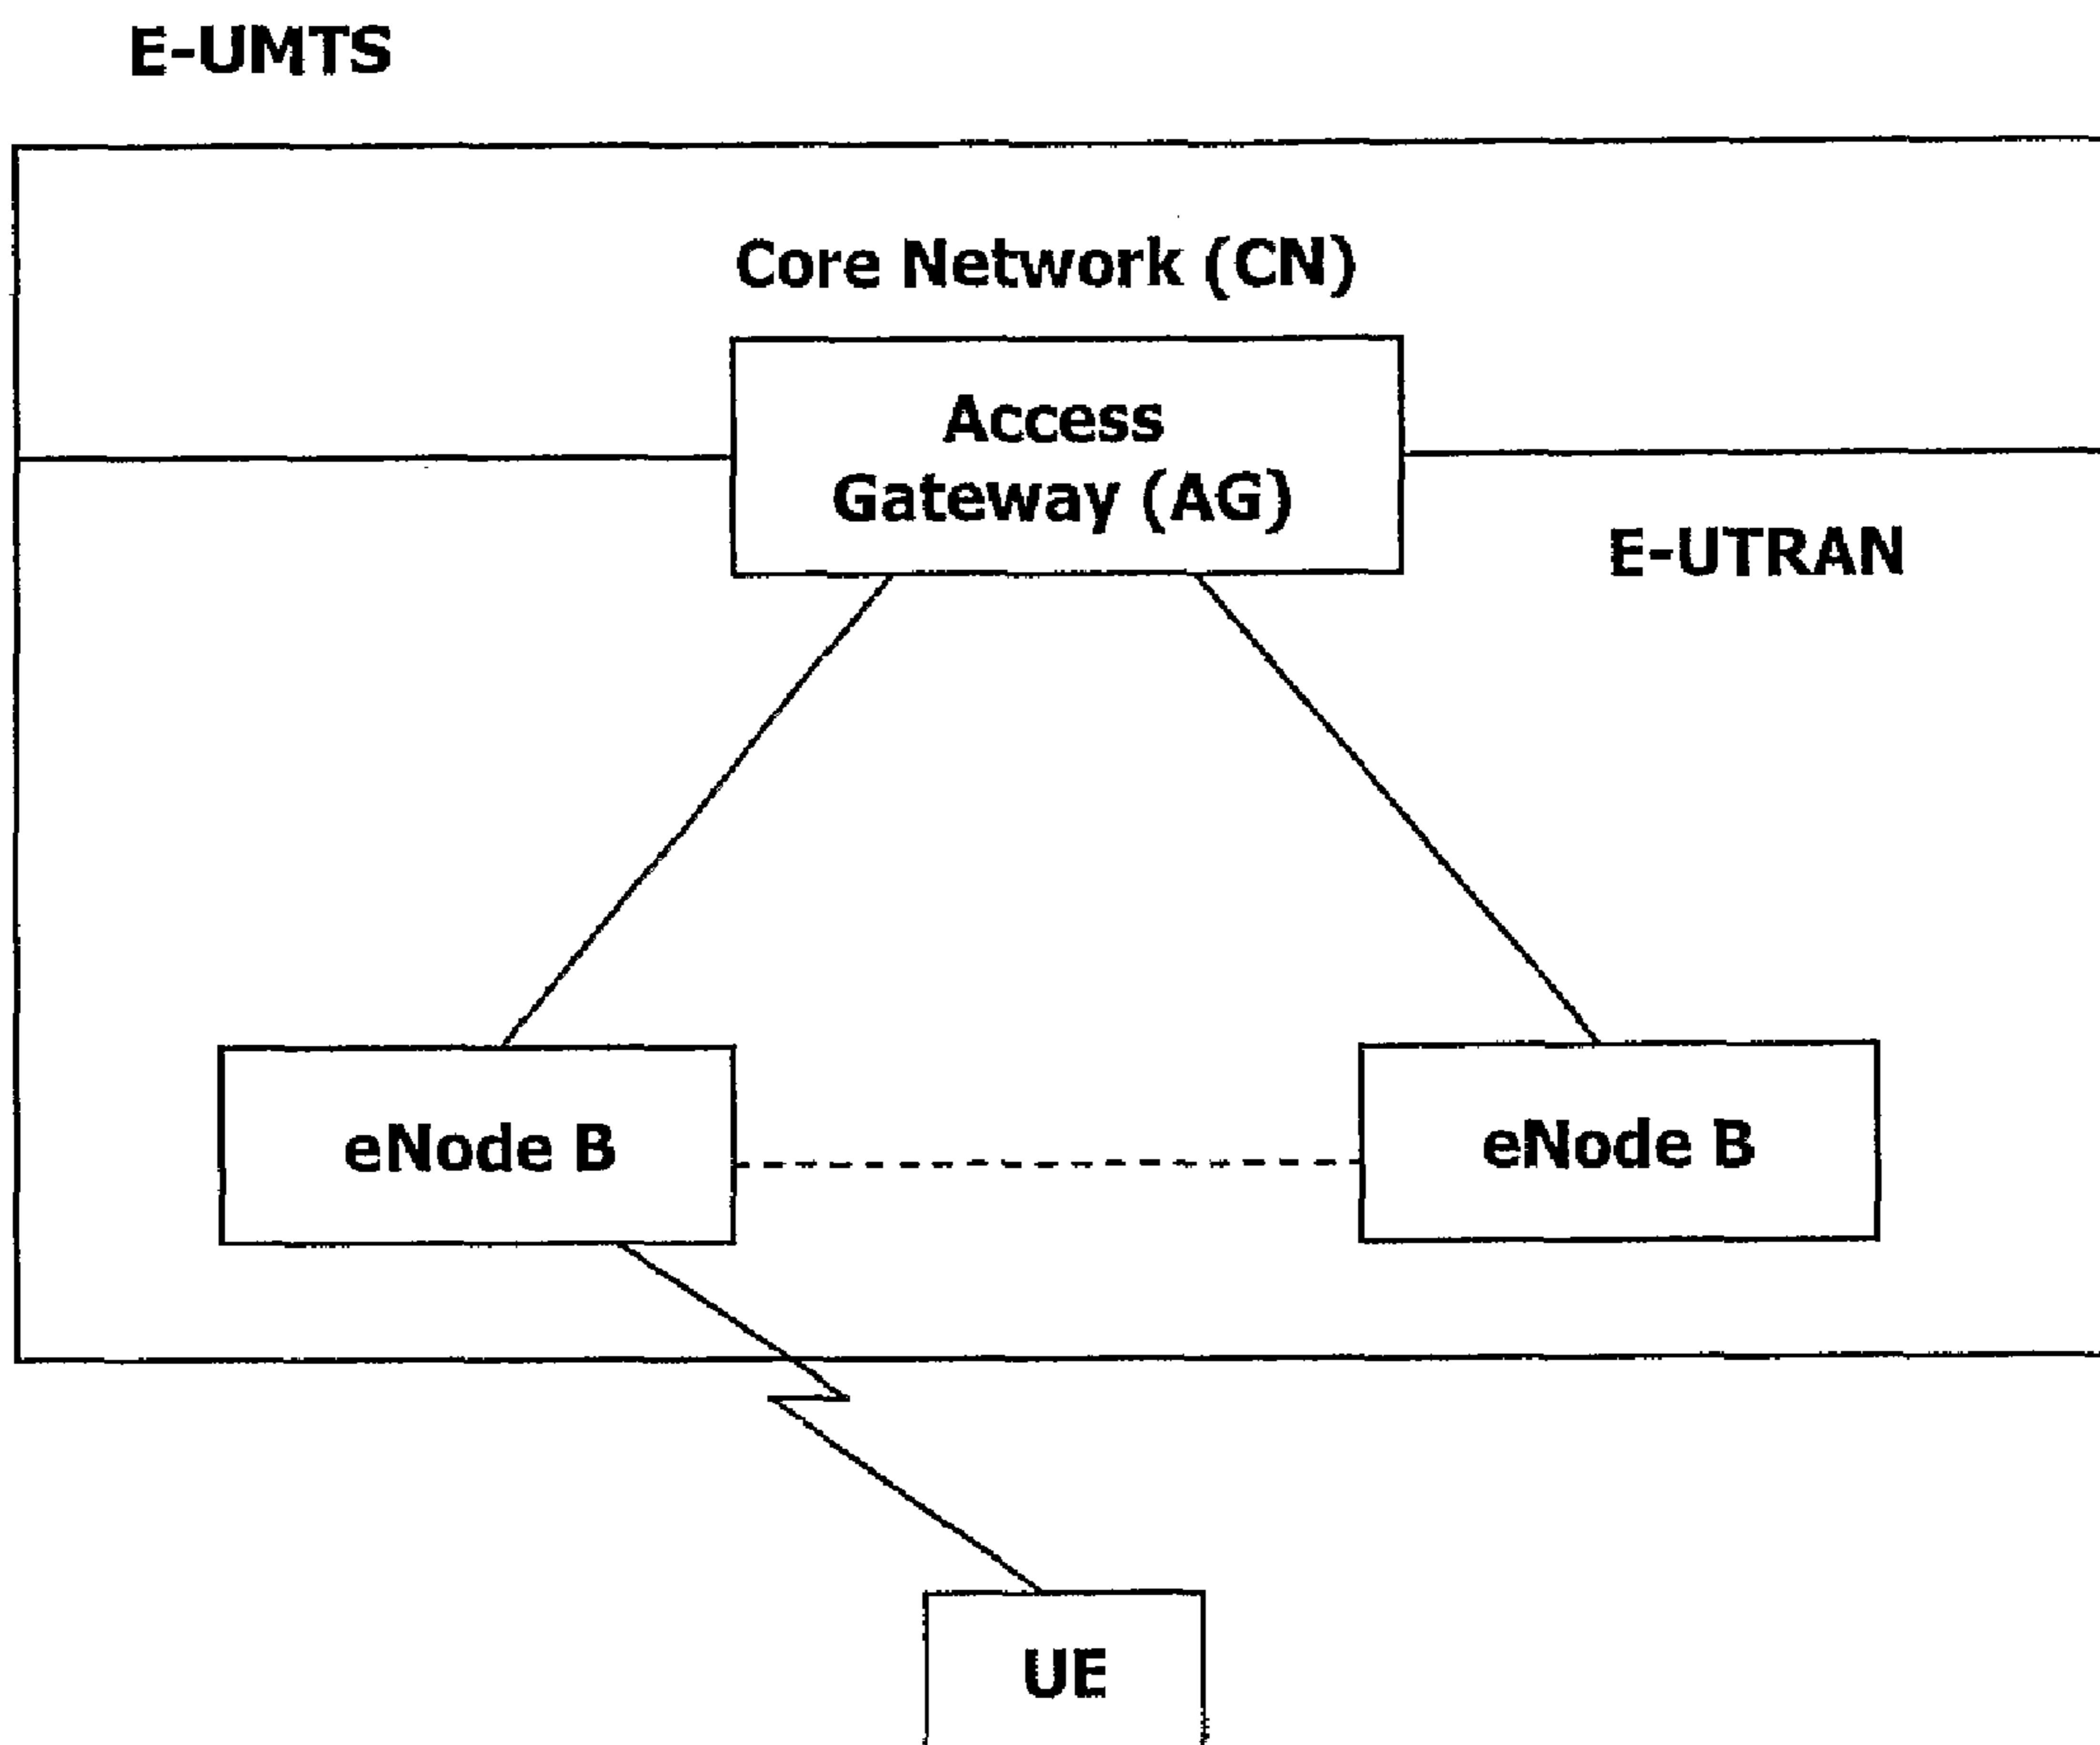 E-UMTS
Core Network (CN)
Access
Gateway (AG)
E-UTRAN
eNode B
eNode B
UE